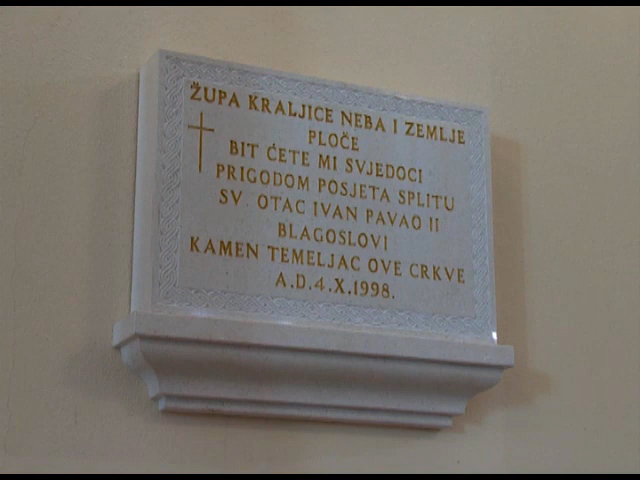 ŽUPA KRALJICE NEBA I ZEMLJE
PLOČE
BIT ĆETE MI SVJEDOCI
PRIGODOM POSJETA SPLITU
SV. OTAC IVAN PAVAO II
BLAGOSLOVI
KAMEN TEMELJAC OVE CRKVE
A.D.4.X.1998.